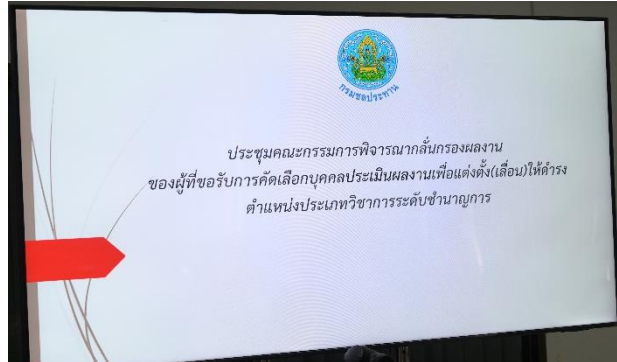 กรมชลประทาน
ประชุมคณะกรรมการพิจารณากลั่นกรองผลงาน
ของผู้ที่ขอรับการคัดเลือกบุคคลประเมินผลงานเพื่อแต่งตั้ง(เลื่อน)ให้ดำรง
ตำแหน่งประเภทวิชาการระดับชำนาญการ